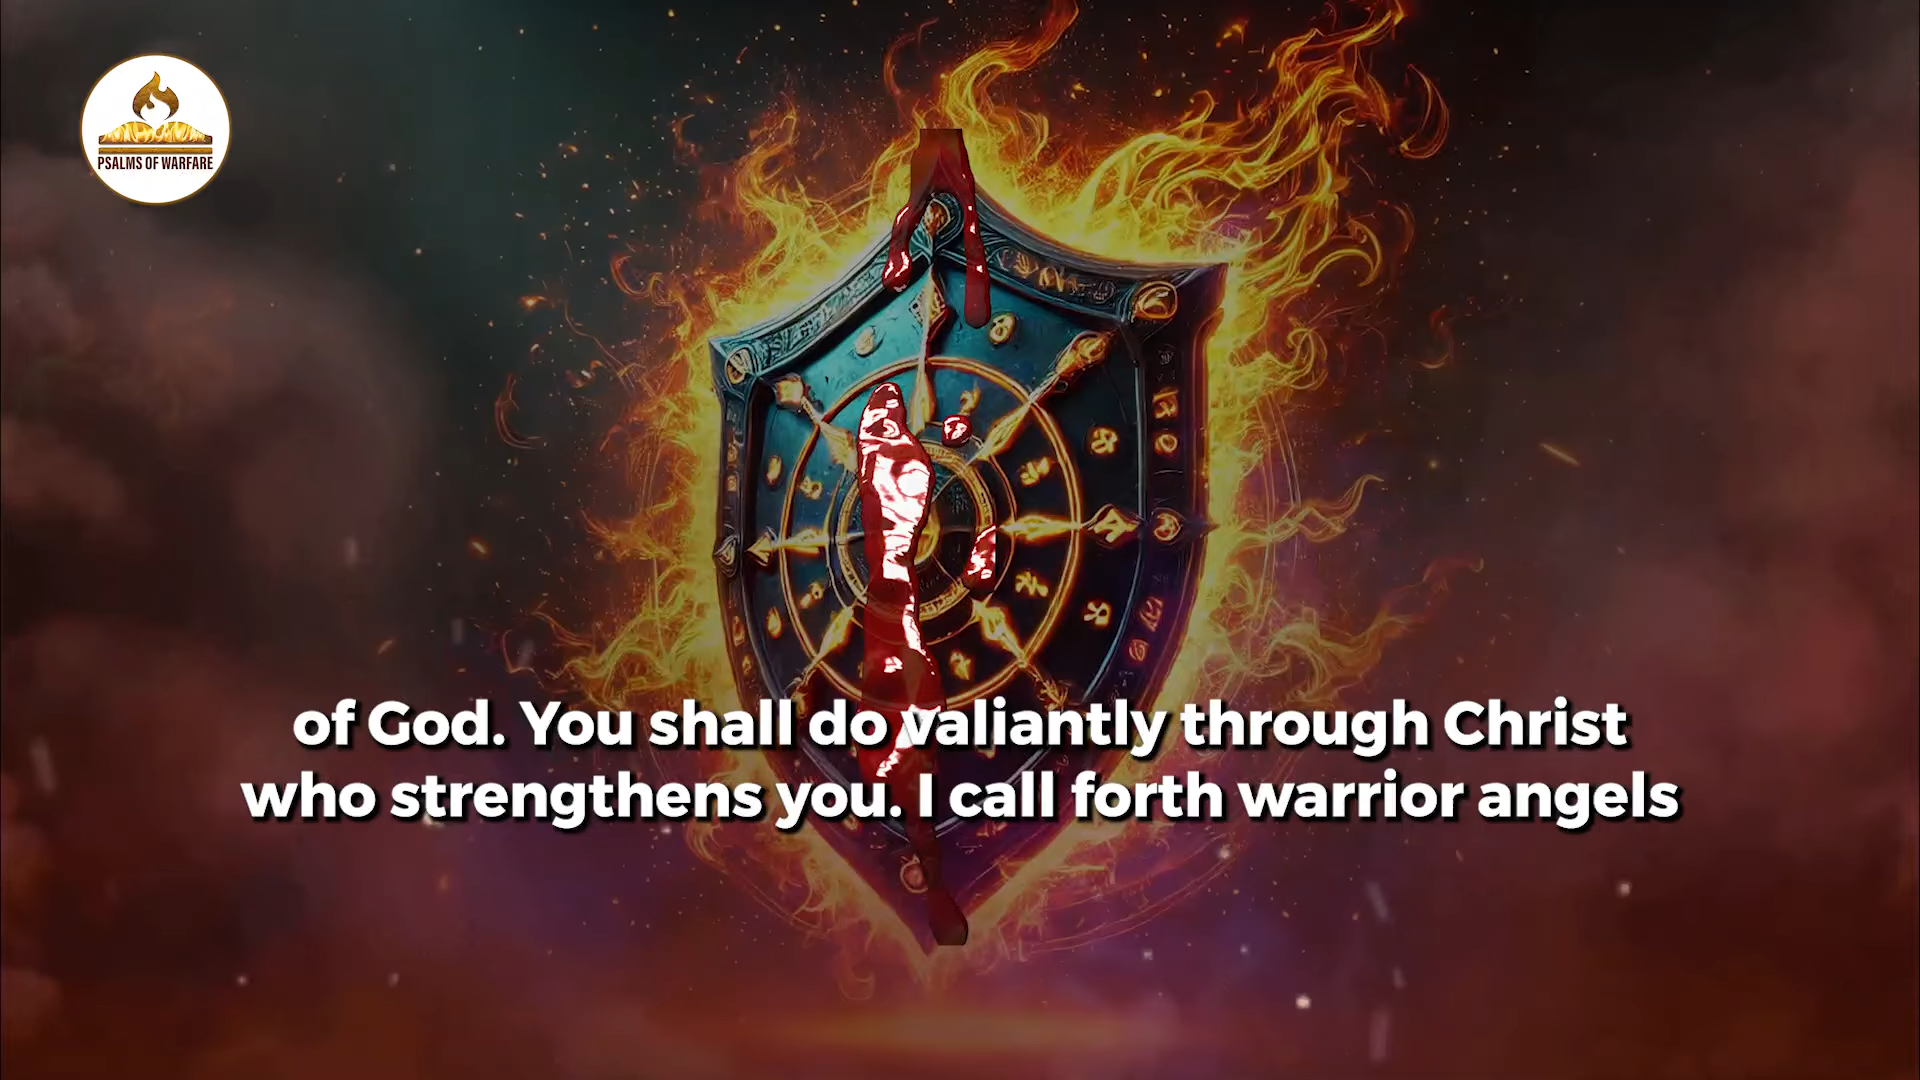 PSALMS OF WARFARE
of God. You shall do valiantly through Christ
who strengthens you. I call forth warrior angels